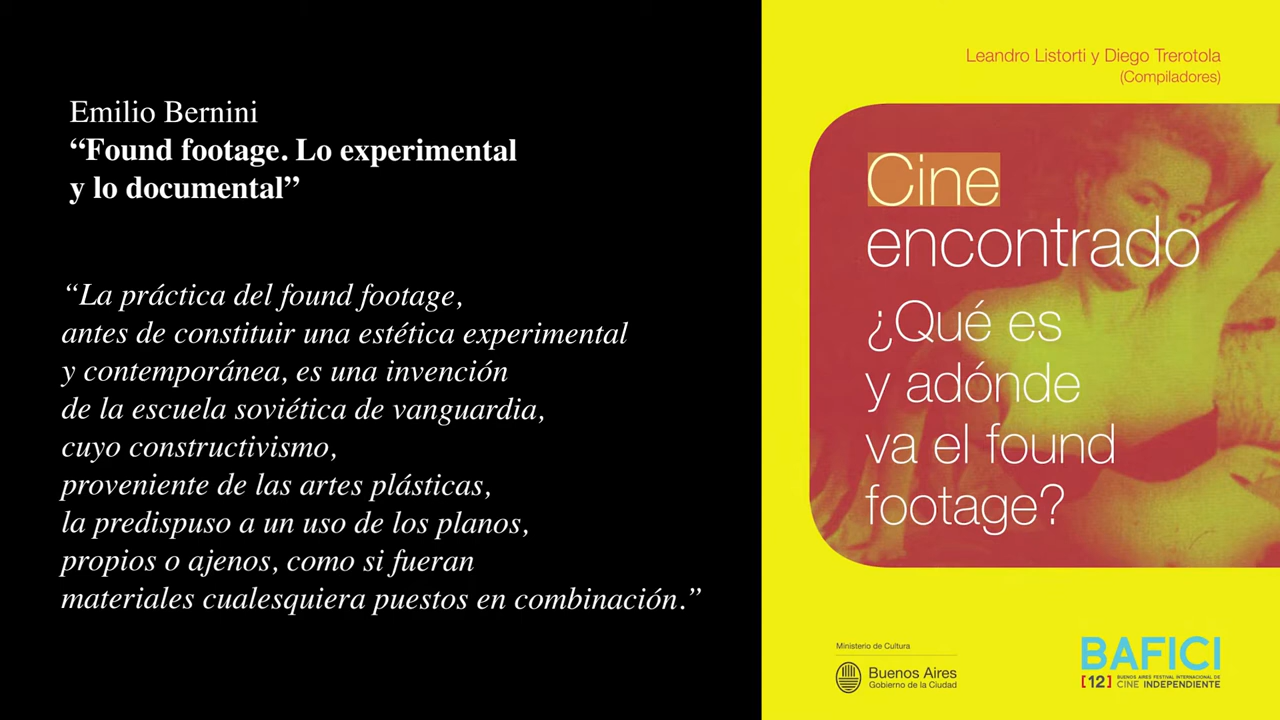 Emilio Bernini
“Found footage. Lo experimental
y lo documental”
“La práctica del found footage,
antes de constituir una estética experimental
y contemporánea, es una invención
de la escuela soviética de vanguardia,
cuyo constructivismo,
proveniente de las artes plásticas,
la predispuso a un uso de los planos,
propios o ajenos, como si fueran
materiales cualesquiera puestos en combinación.”
Leandro Listorti y Diego Trerotola
(Compiladores)
Cine
encontrado
¿Qué es
y adónde
va el found
footage?
Ministerio de Cultura
Buenos Aires
Gobierno de la Ciudad
BAFICI
[12] BUENOS AIRES FESTIVAL INTERNACIONAL DE
CINE INDEPENDIENTE